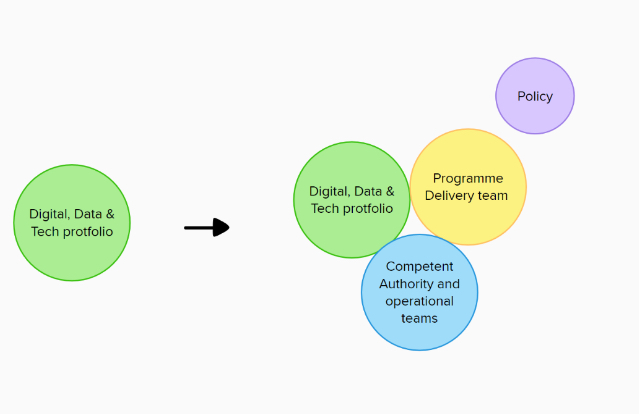 Digital, Data &
Tech protfolio
Digital, Data &
Tech protfolio
Programme
Delivery team
Policy
Competent
Authority and
operational
teams